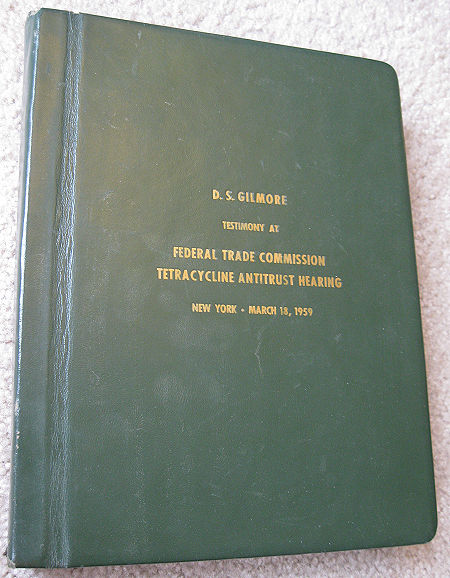 D. S. GILMORE
TESTIMONY AT
FEDERAL TRADE COMMISSION
TETRACYCLINE ANTITRUST HEARING
NEW YORK • MARCH 18, 1959